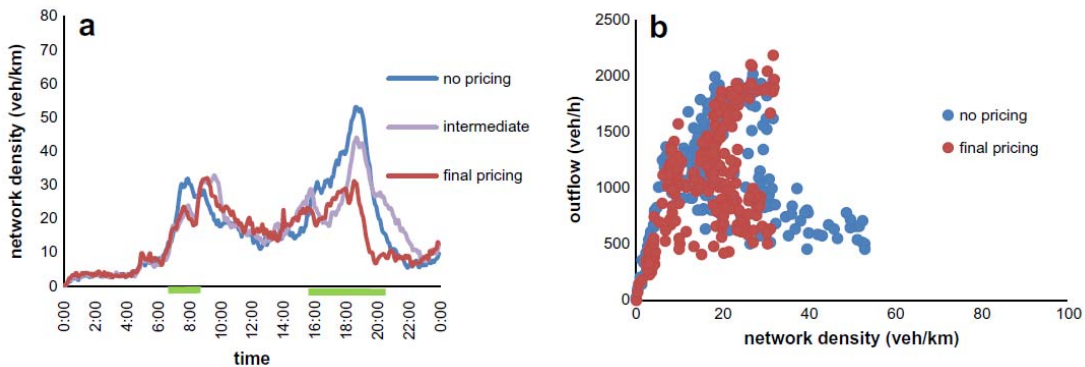 a
80
70
60
50
40
30
20
10
0
network density (veh/km)
0:00
2:00
4:00
6:00
8:00
10:00
12:00
14:00
16:00
18:00
20:00
22:00
0:00
time
no pricing
intermediate
final pricing
b
2500
2000
1500
1000
500
0
outflow (veh/h)
0 20 40 60 80 100
network density (veh/km)
no pricing
final pricing